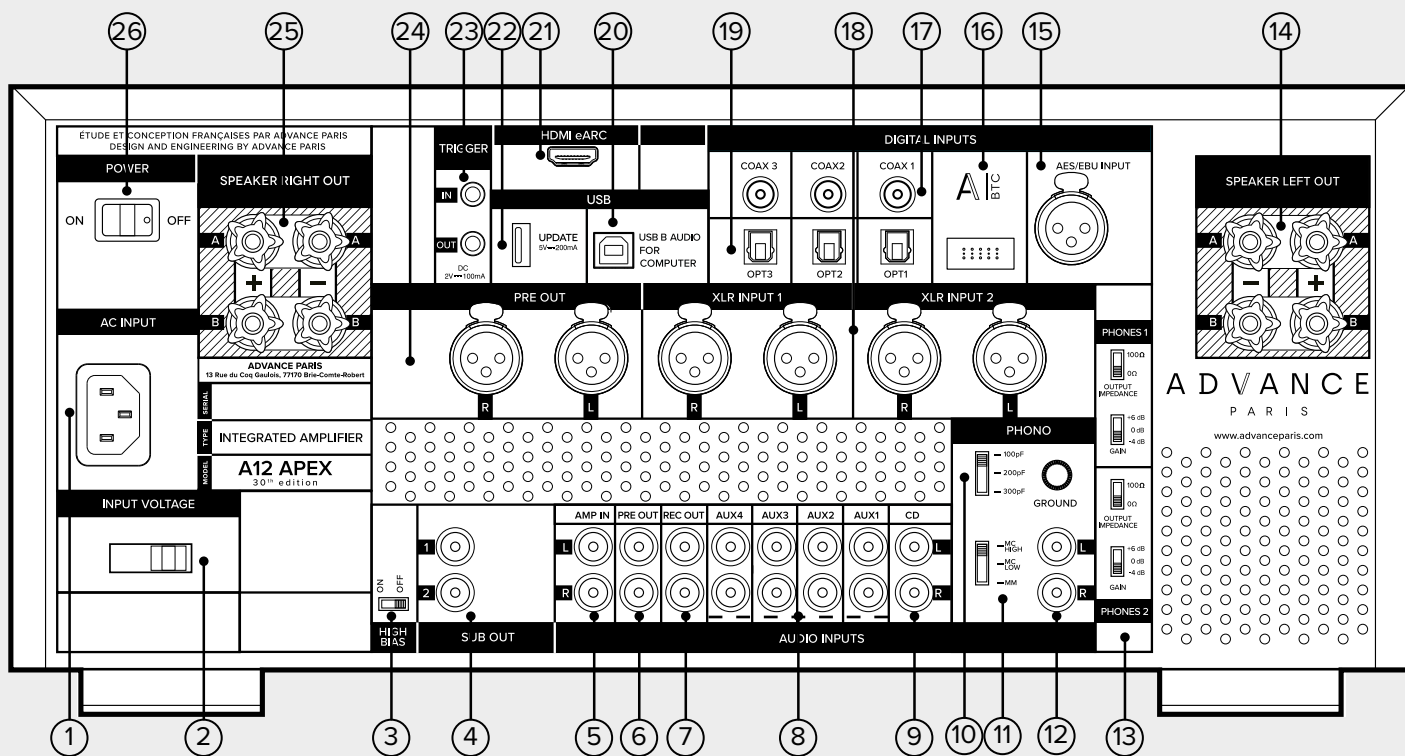 26
25
24
23
22
21
20
19
18
17
16
15
14
ÉTUDE ET CONCEPTION FRANÇAISES PAR ADVANCE PARIS
DESIGN AND ENGINEERING BY ADVANCE PARIS
POWER
ON
OFF
SPEAKER RIGHT OUT
A
A
+
−
B
B
TRIGGER
IN
OUT
DC
2V⎓100mA
HDMI eARC
USB
UPDATE
5V⎓200mA
USB B AUDIO
FOR
COMPUTER
DIGITAL INPUTS
COAX 3
COAX2
COAX 1
OPT3
OPT2
OPT1
A
BTC
AES/EBU INPUT
SPEAKER LEFT OUT
A
A
−
+
B
B
AC INPUT
ADVANCE PARIS
13 Rue du Coq Gaulois, 77170 Brie-Comte-Robert
SERIAL
TYPE
INTEGRATED AMPLIFIER
MODEL
A12 APEX
30th edition
PRE OUT
XLR INPUT 1
XLR INPUT 2
R
L
R
L
R
L
PHONES 1
100Ω
0Ω
OUTPUT
IMPEDANCE
+6 dB
0 dB
-4 dB
GAIN
100Ω
0Ω
OUTPUT
IMPEDANCE
+6 dB
0 dB
-4 dB
GAIN
PHONES 2
ADVANCE
PARIS
www.advanceparis.com
PHONO
100pF
200pF
300pF
GROUND
MC
HIGH
MC
LOW
MM
L
R
INPUT VOLTAGE
ON
OFF
HIGH
BIAS
1
2
SUB OUT
AMP IN
PRE OUT
REC OUT
AUX4
AUX3
AUX2
AUX1
CD
L
L
R
R
AUDIO INPUTS
1
2
3
4
5
6
7
8
9
10
11
12
13